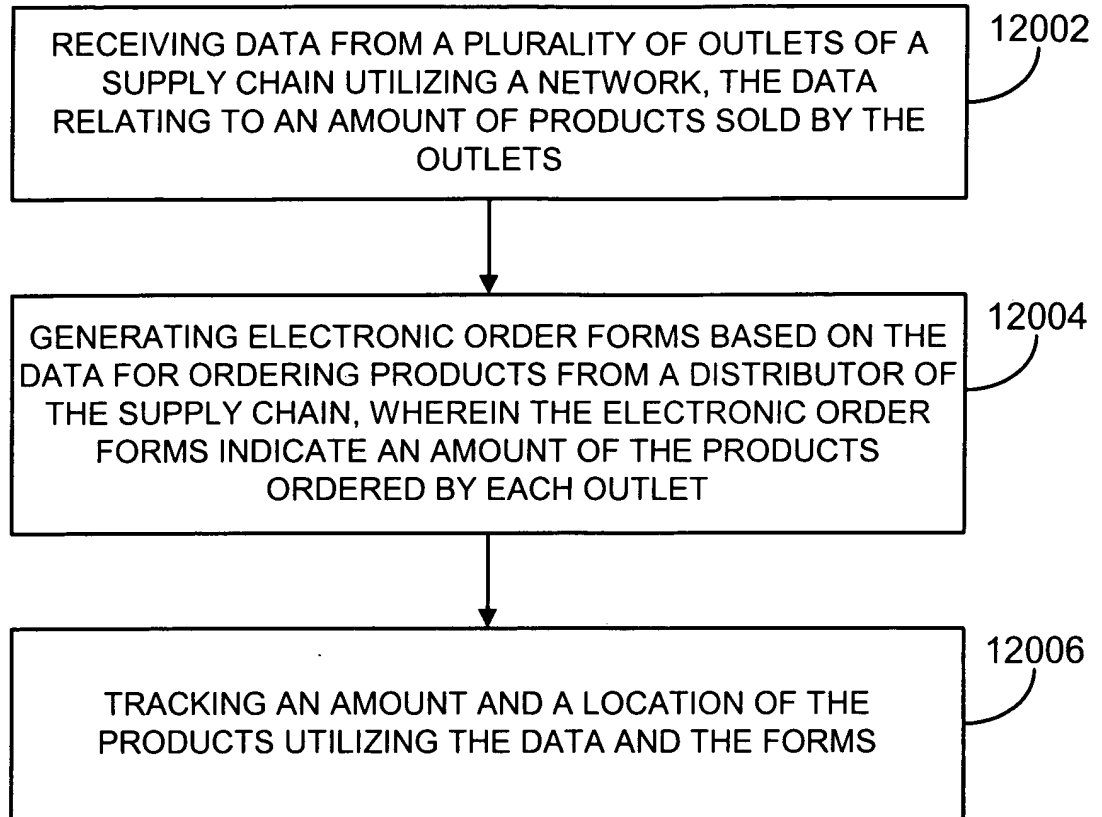 RECEIVING DATA FROM A PLURALITY OF OUTLETS OF A
SUPPLY CHAIN UTILIZING A NETWORK, THE DATA
RELATING TO AN AMOUNT OF PRODUCTS SOLD BY THE
OUTLETS
12002
GENERATING ELECTRONIC ORDER FORMS BASED ON THE
DATA FOR ORDERING PRODUCTS FROM A DISTRIBUTOR OF
THE SUPPLY CHAIN, WHEREIN THE ELECTRONIC ORDER
FORMS INDICATE AN AMOUNT OF THE PRODUCTS
ORDERED BY EACH OUTLET
12004
TRACKING AN AMOUNT AND A LOCATION OF THE
PRODUCTS UTILIZING THE DATA AND THE FORMS
12006